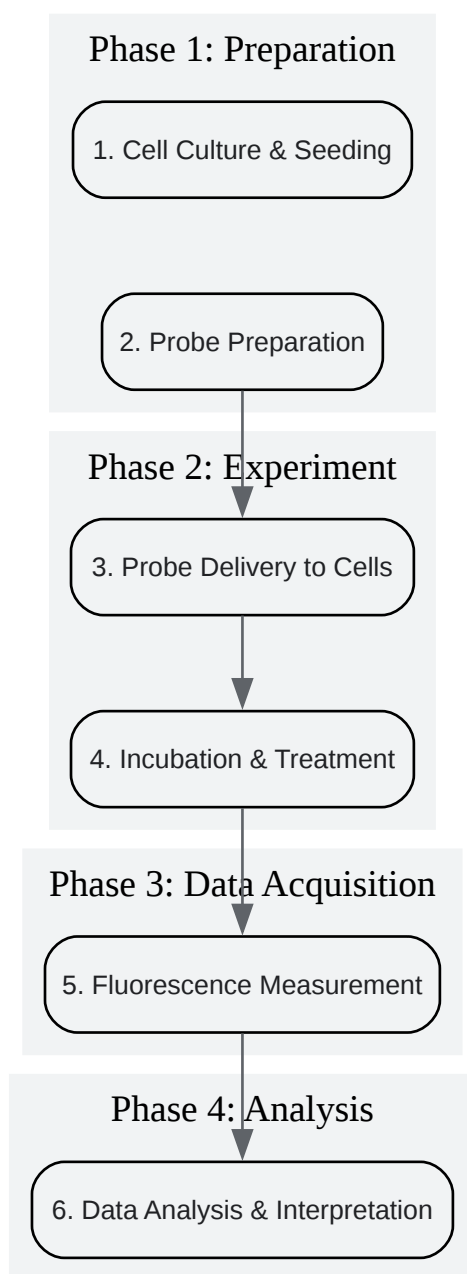 Phase 1: Preparation
1. Cell Culture & Seeding
2. Probe Preparation
Phase 2: Experiment
3. Probe Delivery to Cells
4. Incubation & Treatment
Phase 3: Data Acquisition
5. Fluorescence Measurement
Phase 4: Analysis
6. Data Analysis & Interpretation